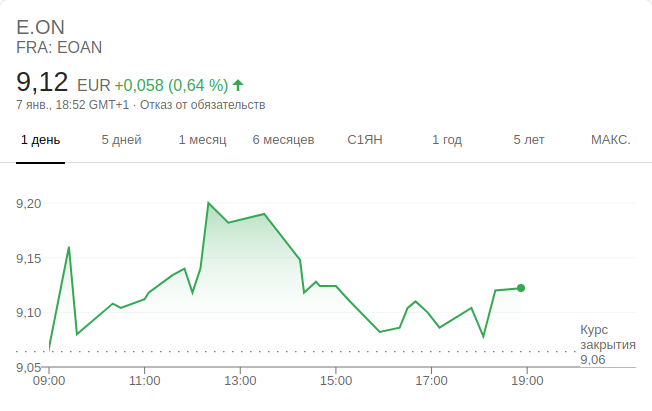 E.ON
FRA: EOAN
9,12 EUR +0,058 (0,64 %)
7 янв., 18:52 GMT+1 · Отказ от обязательств
1 день 5 дней 1 месяц 6 месяцев С1ЯН 1 год 5 лет МАКС.
9,20
9,15
9,10
Курс
закрытия
9,06
9,05
09:00 11:00 13:00 15:00 17:00 19:00